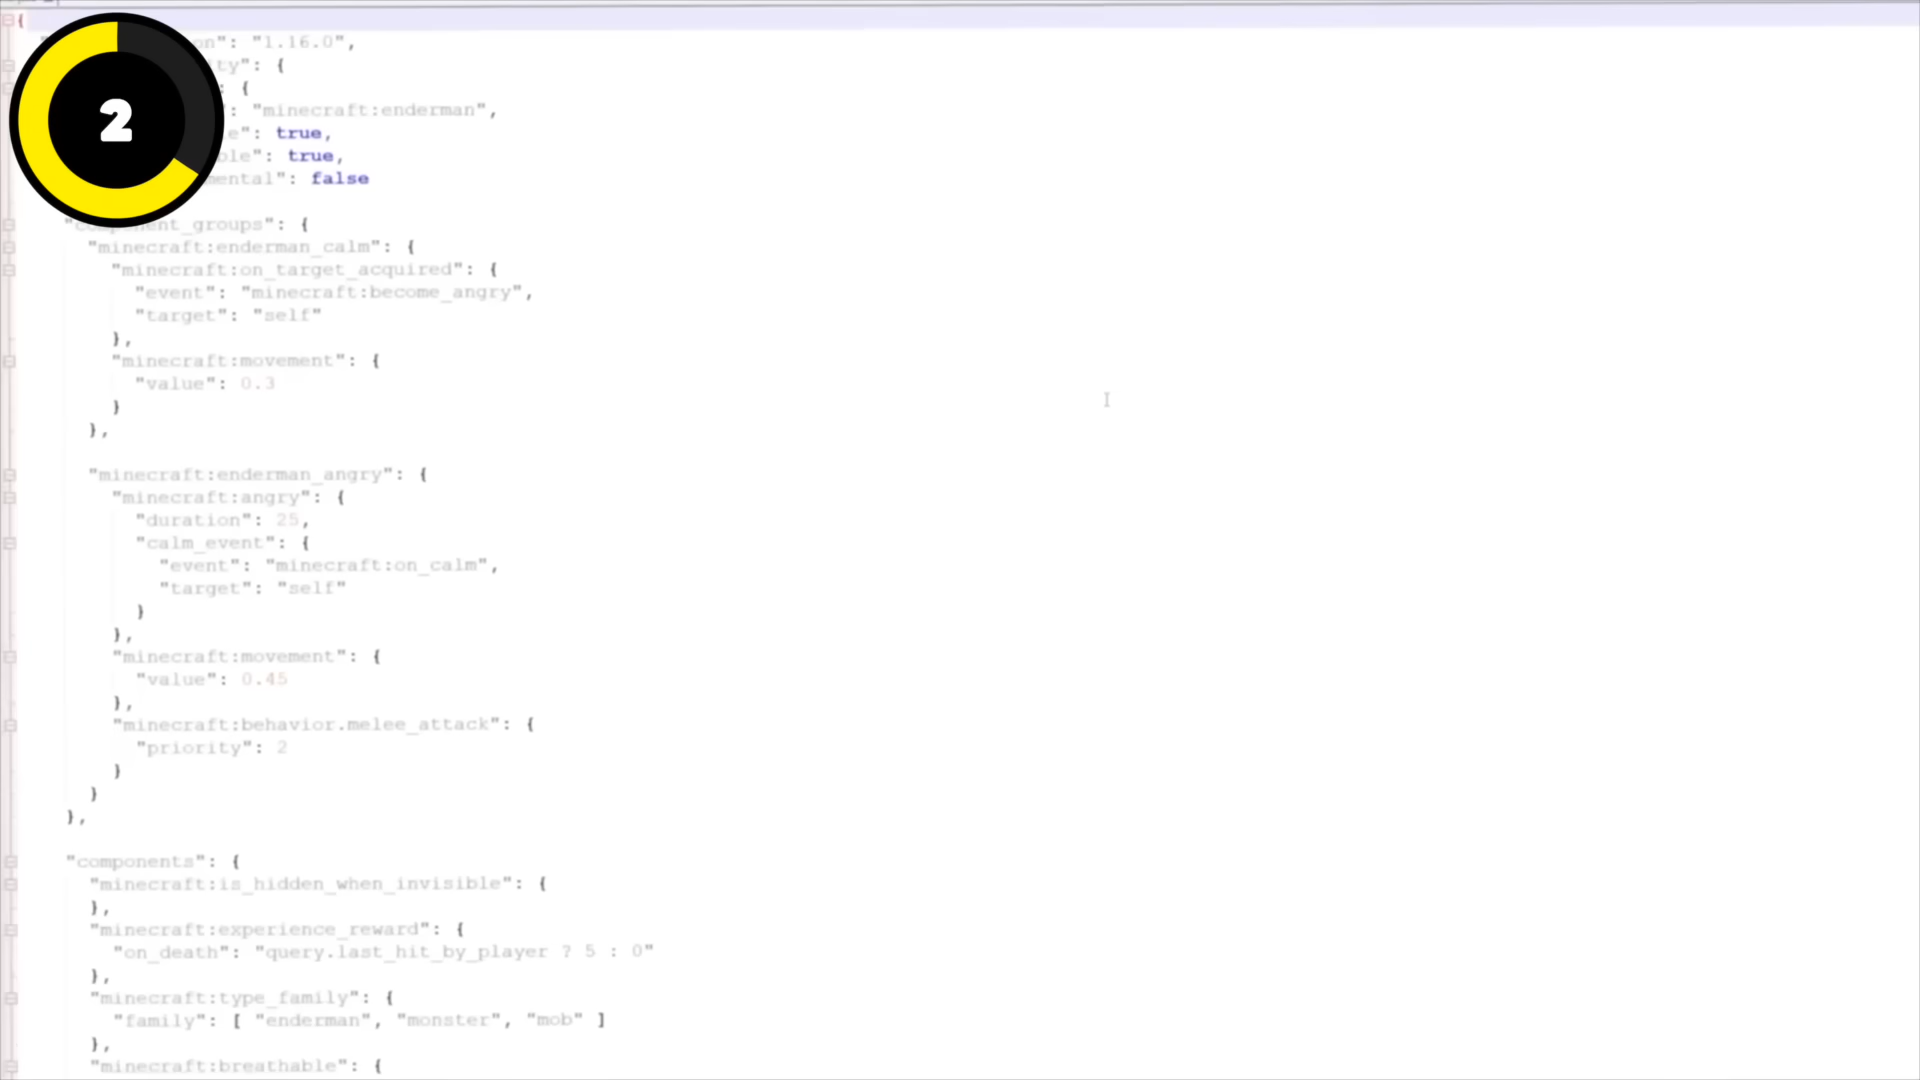 {
on": "1.16.0",
ty": {
: {
: "minecraft:enderman",
e": true,
ble": true,
mental": false
2
"component_groups": {
"minecraft:enderman_calm": {
"minecraft:on_target_acquired": {
"event": "minecraft:become_angry",
"target": "self"
},
"minecraft:movement": {
"value": 0.3
}
},
"minecraft:enderman_angry": {
"minecraft:angry": {
"duration": 25,
"calm_event": {
"event": "minecraft:on_calm",
"target": "self"
}
},
"minecraft:movement": {
"value": 0.45
},
"minecraft:behavior.melee_attack": {
"priority": 2
}
}
},
"components": {
"minecraft:is_hidden_when_invisible": {
},
"minecraft:experience_reward": {
"on_death": "query.last_hit_by_player ? 5 : 0"
},
"minecraft:type_family": {
"family": [ "enderman", "monster", "mob" ]
},
"minecraft:breathable": {